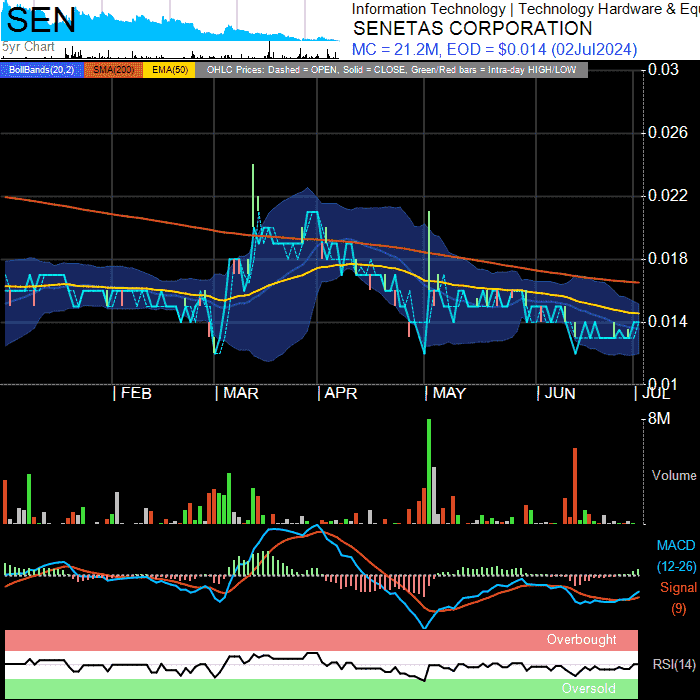 SEN
5yr Chart
Information Technology | Technology Hardware & Equ
SENETAS CORPORATION
MC = 21.2M, EOD = $0.014 (02Jul2024)
BollBands(20,2) SMA(200) EMA(50) OHLC Prices: Dashed = OPEN, Solid = CLOSE, Green/Red bars = Intra-day HIGH/LOW
0.03
0.026
0.022
0.018
0.014
0.01
| FEB | MAR | APR | MAY | JUN | JUL
8M
Volume
MACD
(12-26)
Signal
(9)
Overbought
RSI(14)
Oversold